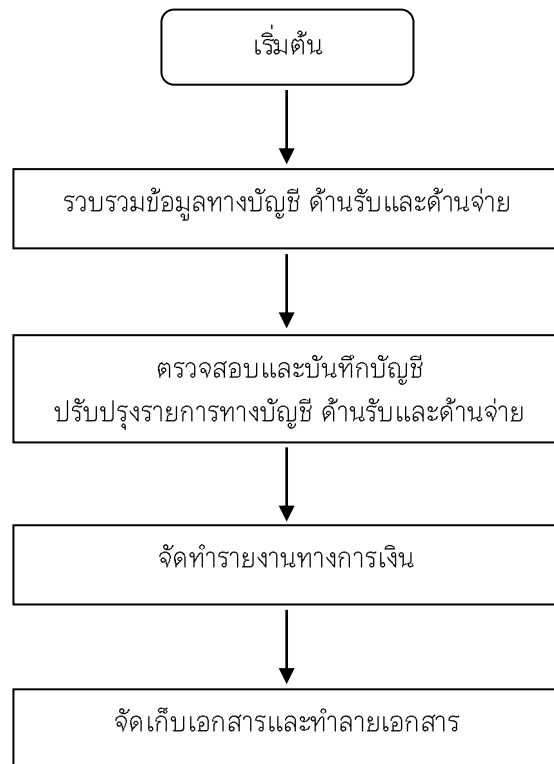 เริ่มต้น
รวบรวมข้อมูลทางบัญชี ด้านรับและด้านจ่าย
ตรวจสอบและบันทึกบัญชี
ปรับปรุงรายการทางบัญชี ด้านรับและด้านจ่าย
จัดทำรายงานทางการเงิน
จัดเก็บเอกสารและทำลายเอกสาร